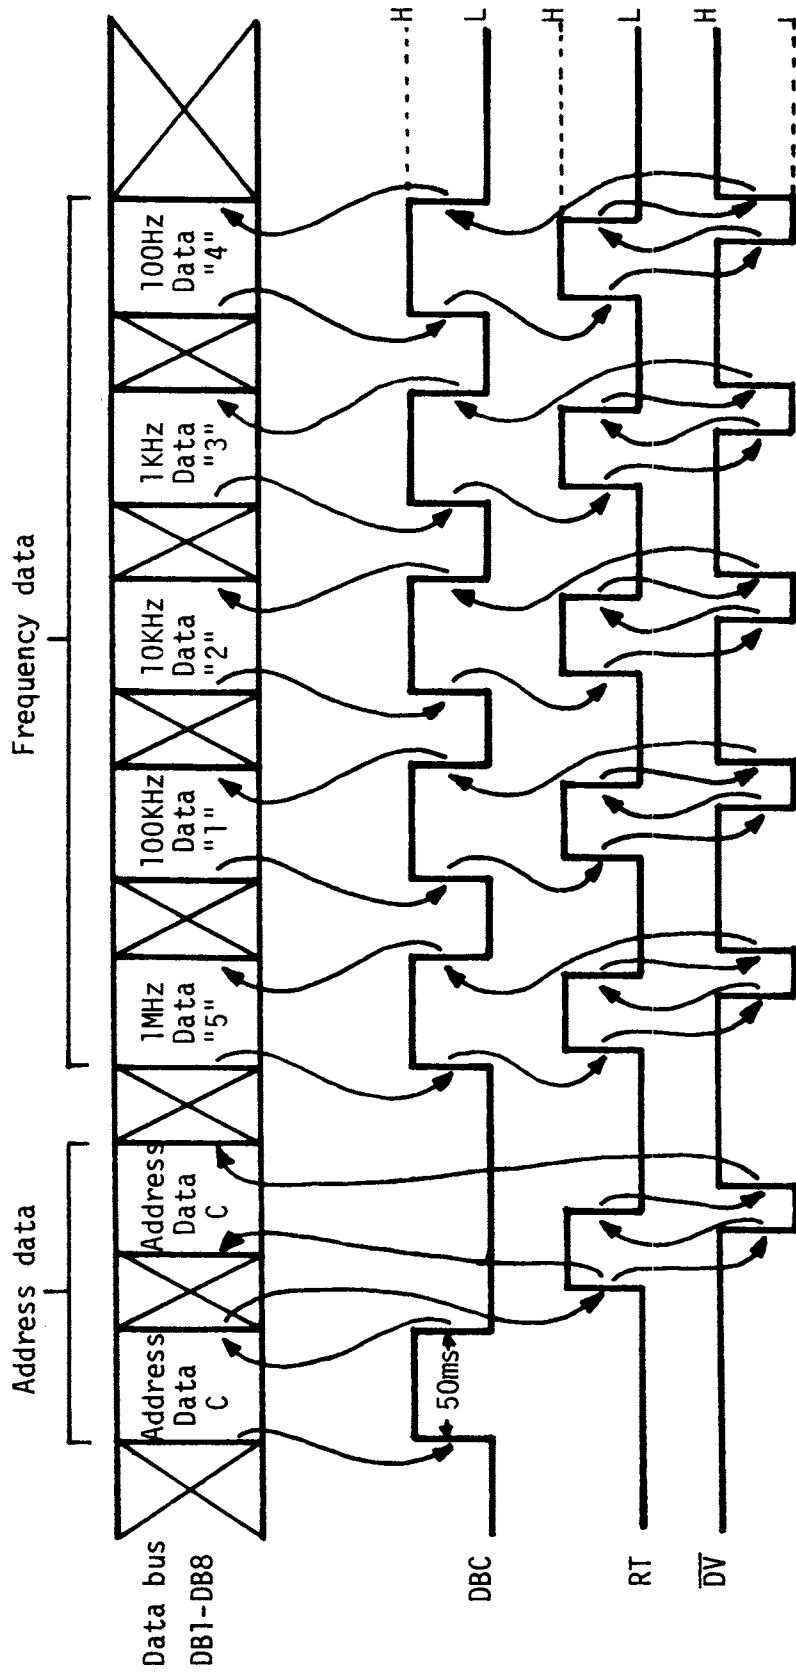 Address data
Frequency data
Data bus
DB1-DB8
Address
Data
C
Address
Data
C
1MHz
Data
"5"
100KHz
Data
"1"
10KHz
Data
"2"
1KHz
Data
"3"
100Hz
Data
"4"
DBC
50ms
H
L
RT
H
L
D̅V̅
H
L